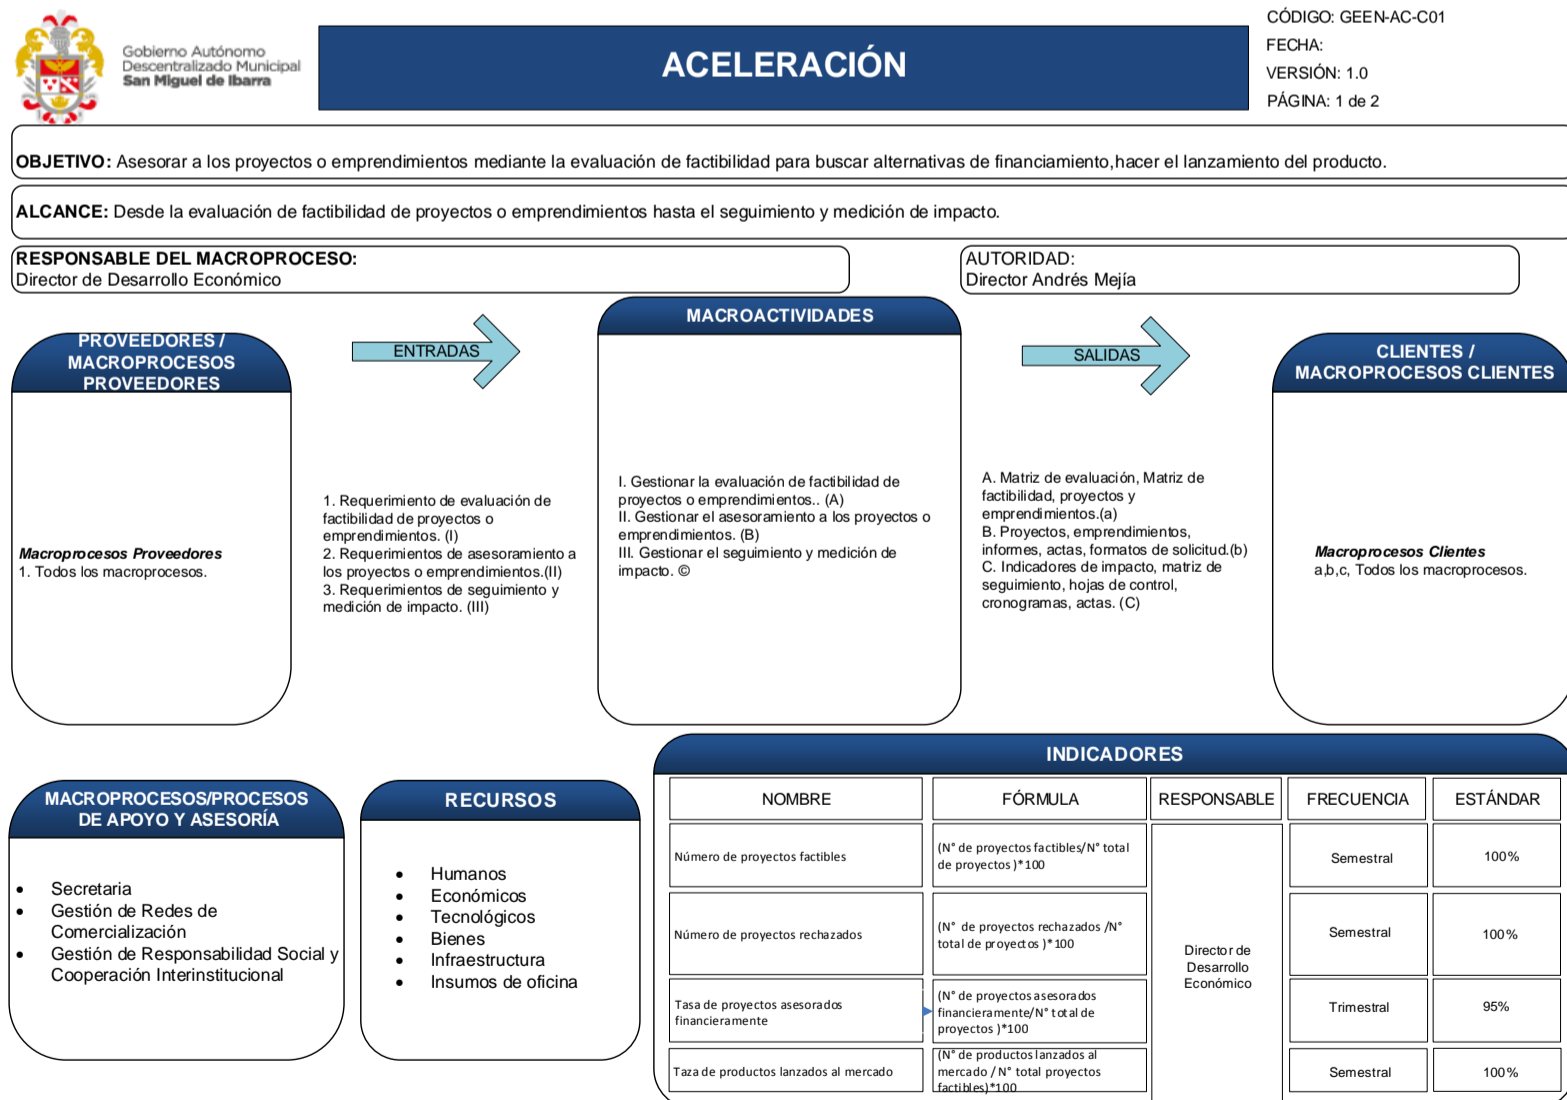 Gobierno Autónomo
Descentralizado Municipal
San Miguel de Ibarra
ACELERACIÓN
CÓDIGO: GEEN-AC-C01
FECHA:
VERSIÓN: 1.0
PÁGINA: 1 de 2
OBJETIVO: Asesorar a los proyectos o emprendimientos mediante la evaluación de factibilidad para buscar alternativas de financiamiento,hacer el lanzamiento del producto.
ALCANCE: Desde la evaluación de factibilidad de proyectos o emprendimientos hasta el seguimiento y medición de impacto.
RESPONSABLE DEL MACROPROCESO:
Director de Desarrollo Económico
AUTORIDAD:
Director Andrés Mejía
PROVEEDORES /
MACROPROCESOS
PROVEEDORES
Macroprocesos Proveedores
1. Todos los macroprocesos.
ENTRADAS
1. Requerimiento de evaluación de
factibilidad de proyectos o
emprendimientos. (I)
2. Requerimientos de asesoramiento a
los proyectos o emprendimientos.(II)
3. Requerimientos de seguimiento y
medición de impacto. (III)
MACROACTIVIDADES
I. Gestionar la evaluación de factibilidad de
proyectos o emprendimientos.. (A)
II. Gestionar el asesoramiento a los proyectos o
emprendimientos. (B)
III. Gestionar el seguimiento y medición de
impacto. ©
SALIDAS
A. Matriz de evaluación, Matriz de
factibilidad, proyectos y
emprendimientos.(a)
B. Proyectos, emprendimientos,
informes, actas, formatos de solicitud.(b)
C. Indicadores de impacto, matriz de
seguimiento, hojas de control,
cronogramas, actas. (C)
CLIENTES /
MACROPROCESOS CLIENTES
Macroprocesos Clientes
a,b,c, Todos los macroprocesos.
MACROPROCESOS/PROCESOS
DE APOYO Y ASESORÍA
• Secretaria
• Gestión de Redes de
Comercialización
• Gestión de Responsabilidad Social y
Cooperación Interinstitucional
RECURSOS
• Humanos
• Económicos
• Tecnológicos
• Bienes
• Infraestructura
• Insumos de oficina
INDICADORES
NOMBRE FÓRMULA RESPONSABLE FRECUENCIA ESTÁNDAR
Número de proyectos factibles
(N° de proyectos factibles/N° total
de proyectos )*100
Semestral
100%
Número de proyectos rechazados
(N° de proyectos rechazados /N°
total de proyectos )*100
Semestral
100%
Director de
Desarrollo
Económico
Tasa de proyectos asesorados
financieramente
(N° de proyectos asesorados
financieramente/N° total de
proyectos )*100
Trimestral
95%
Taza de productos lanzados al mercado
(N° de productos lanzados al
mercado / N° total proyectos
factibles)*100
Semestral
100%